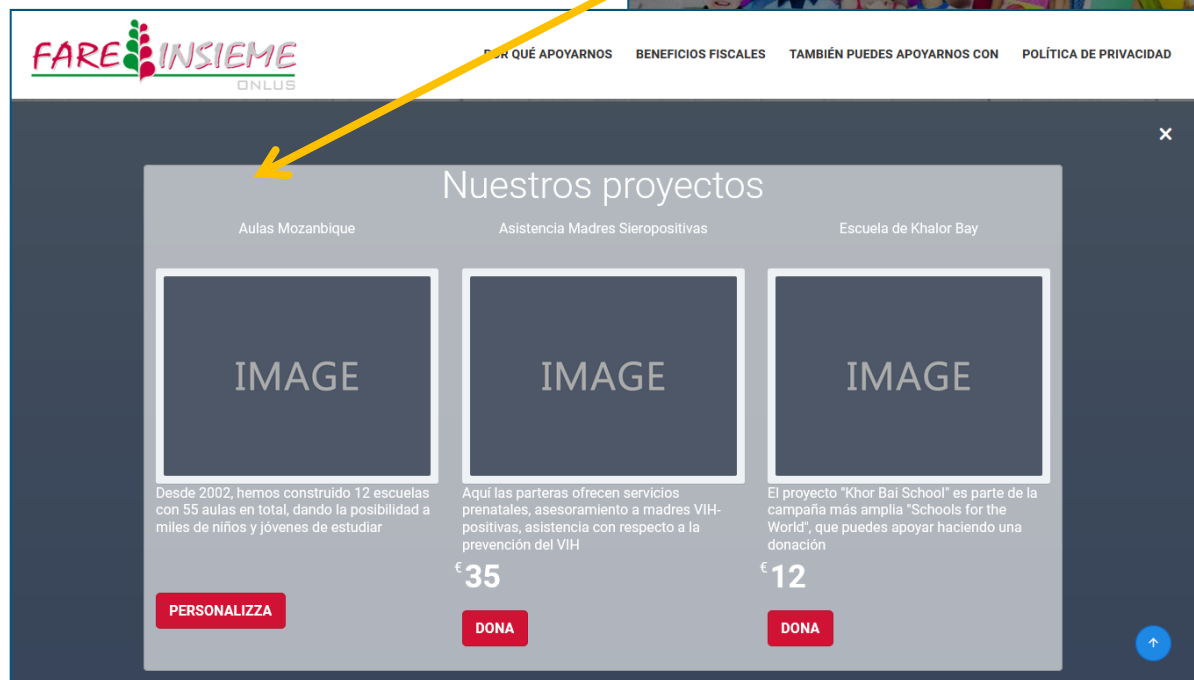 FARE INSIEME
ONLUS
POR QUÉ APOYARNOS BENEFICIOS FISCALES TAMBIÉN PUEDES APOYARNOS CON POLÍTICA DE PRIVACIDAD
×
Nuestros proyectos
Aulas Mozanbique
Asistencia Madres Sieropositivas
Escuela de Khalor Bay
IMAGE
IMAGE
IMAGE
Desde 2002, hemos construido 12 escuelas
con 55 aulas en total, dando la posibilidad a
miles de niños y jóvenes de estudiar
PERSONALIZZA
Aquí las parteras ofrecen servicios
prenatales, asesoramiento a madres VIH-
positivas, asistencia con respecto a la
prevención del VIH
€35
DONA
El proyecto "Khor Bai School" es parte de la
campaña más amplia "Schools for the
World", que puedes apoyar haciendo una
donación
€12
DONA